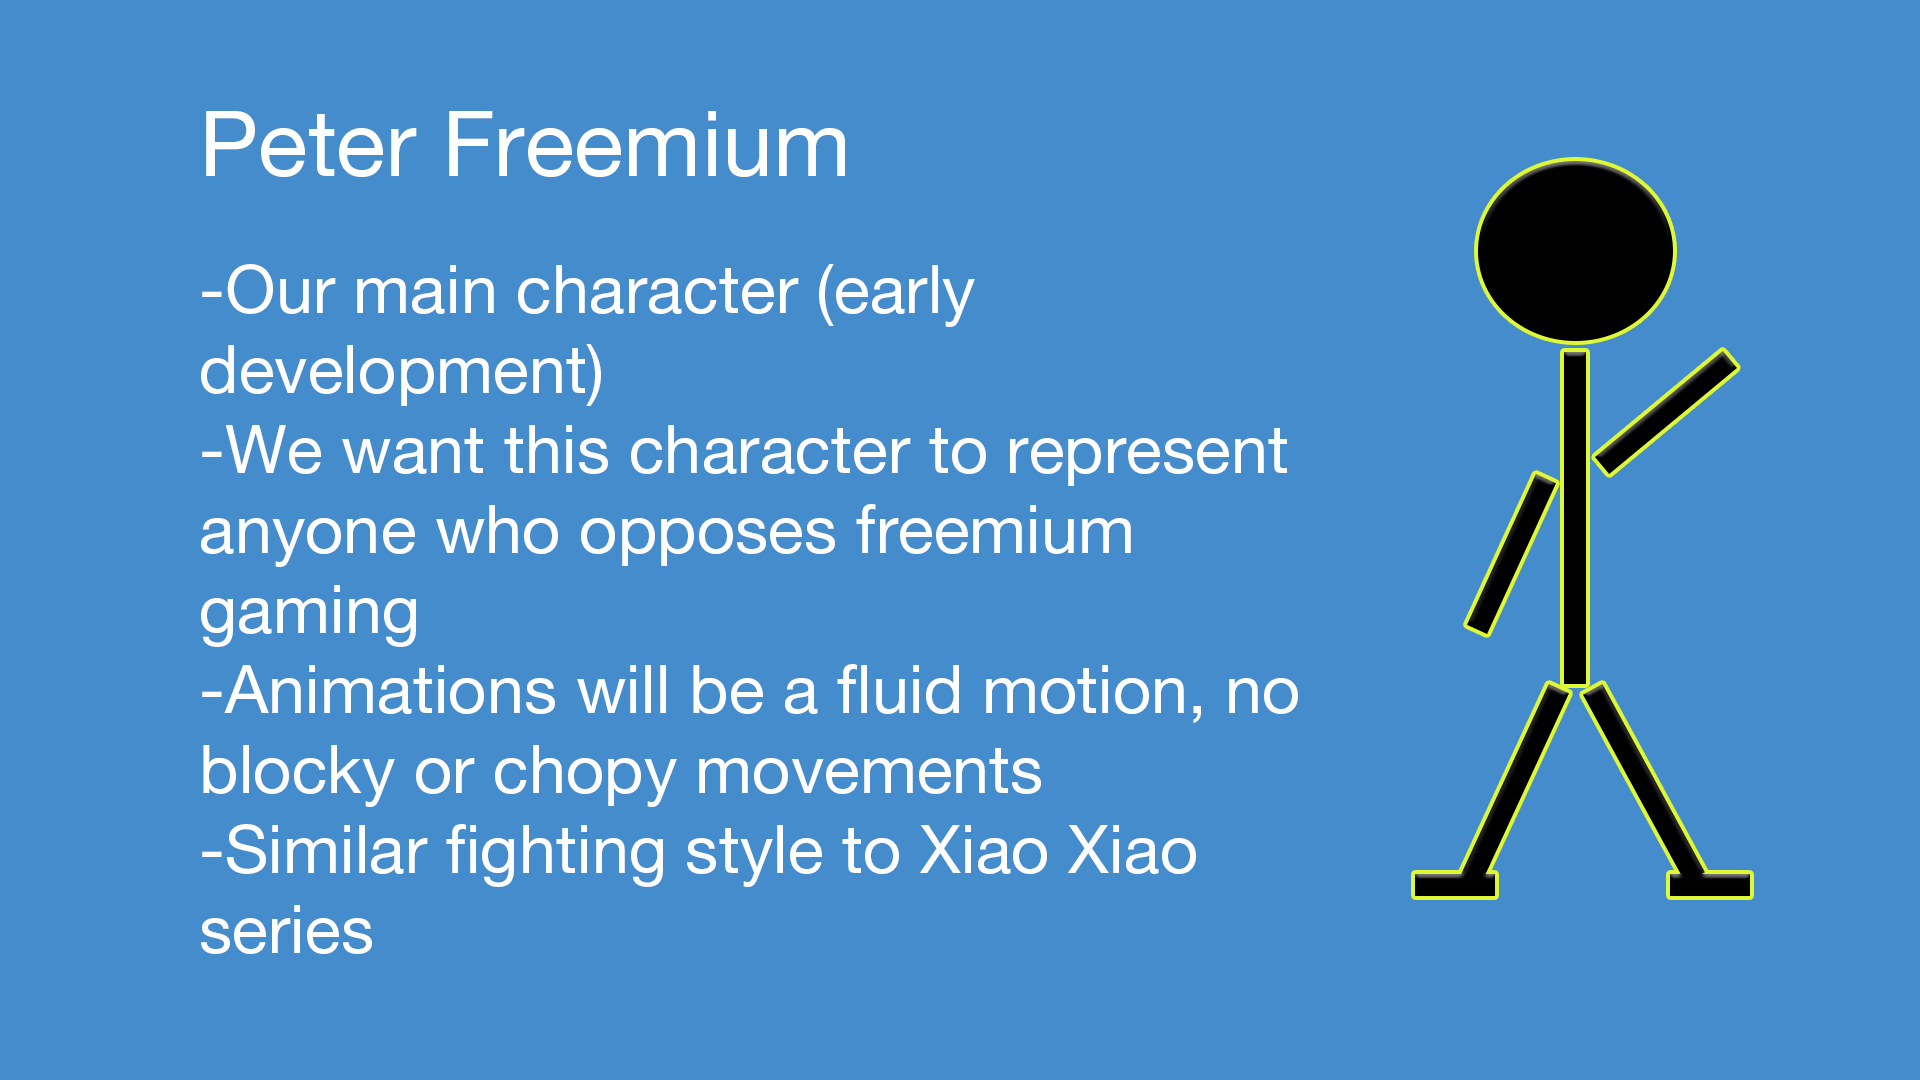 Peter Freemium
-Our main character (early
development)
-We want this character to represent
anyone who opposes freemium
gaming
-Animations will be a fluid motion, no
blocky or chopy movements
-Similar fighting style to Xiao Xiao
series